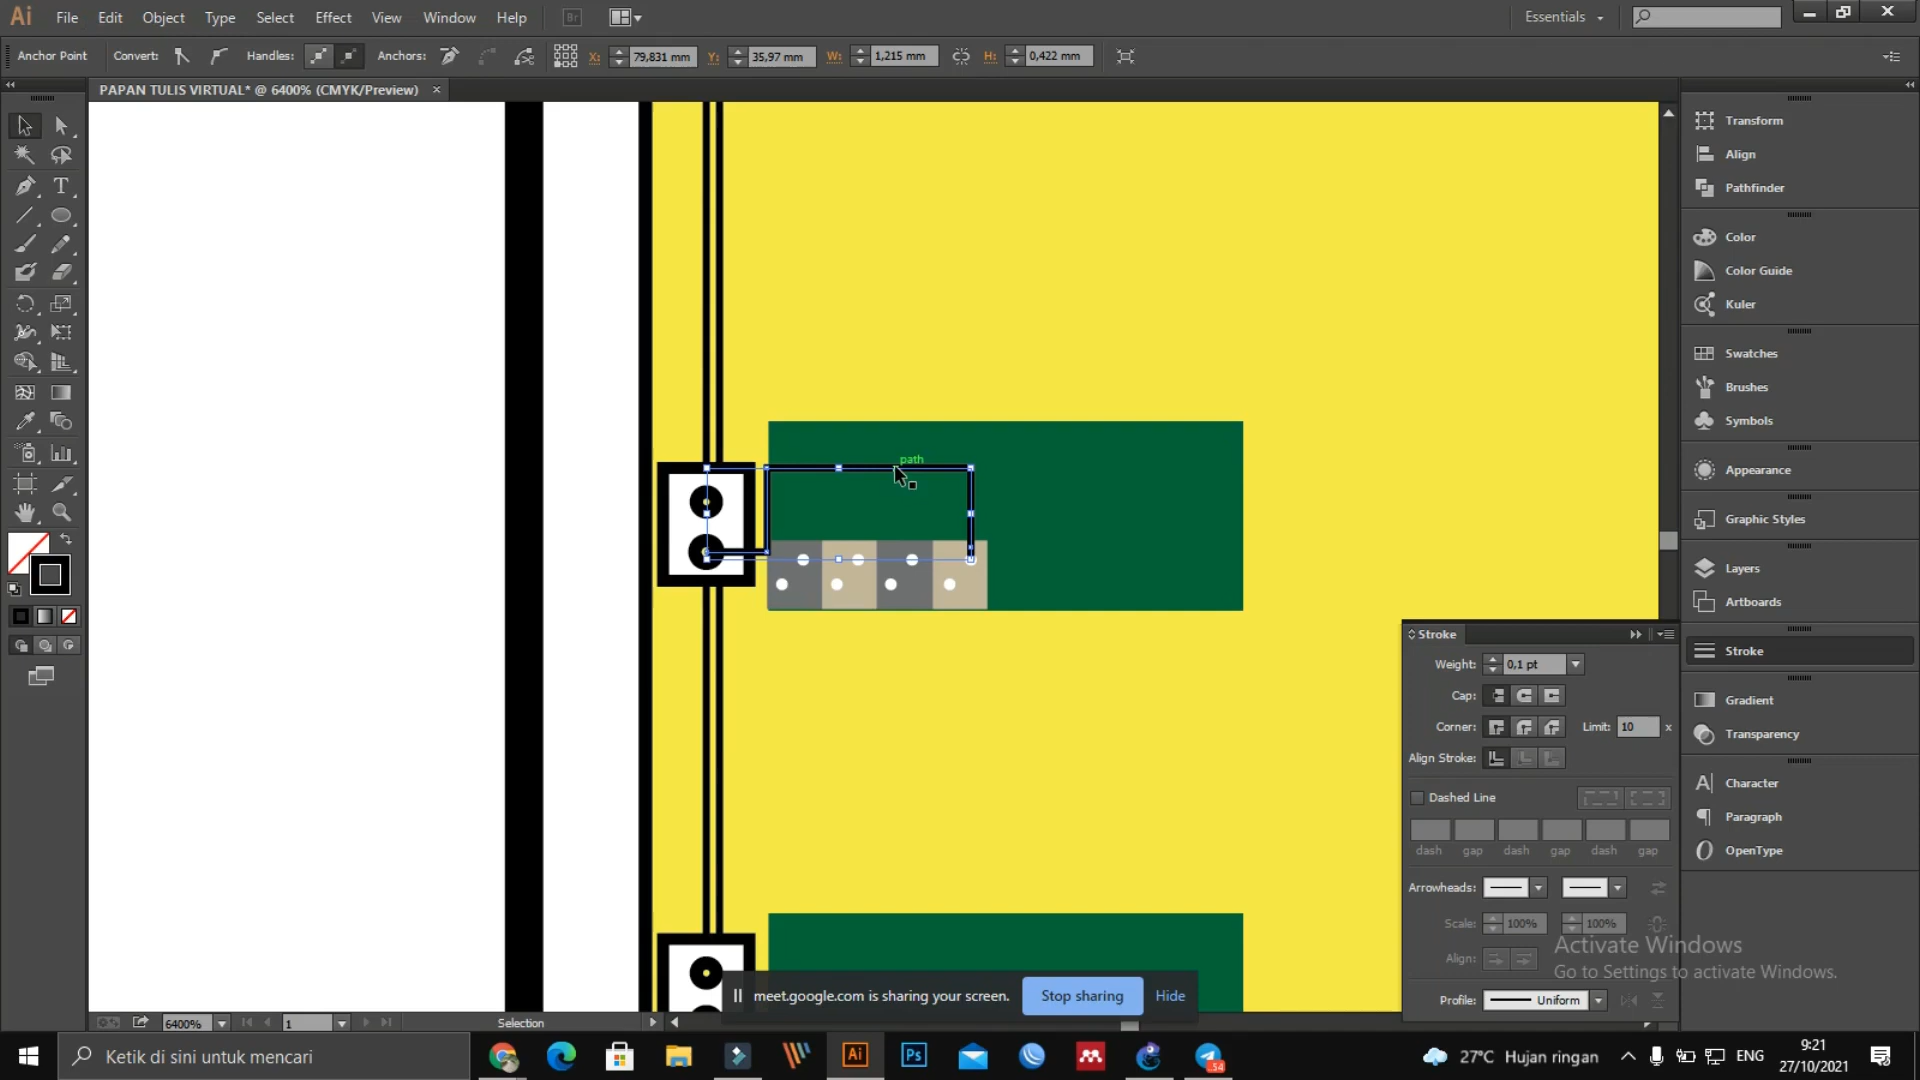 Ai File Edit Object Type Select Effect View Window Help Br Essentials
Anchor Point Convert: Handles: Anchors: X: 79,831 mm Y: 35,97 mm W: 1,215 mm H: 0,422 mm
PAPAN TULIS VIRTUAL* @ 6400% (CMYK/Preview) ×
Transform
Align
Pathfinder
Color
Color Guide
Kuler
Swatches
Brushes
Symbols
Appearance
Graphic Styles
Layers
Artboards
Stroke
Gradient
Transparency
Character
Paragraph
OpenType
path
Stroke
Weight: 0,1 pt
Cap:
Corner: Limit: 10 x
Align Stroke:
Dashed Line
dash gap dash gap dash gap
Arrowheads:
Scale: 100% 100%
Align:
Profile: Uniform
Activate Windows
Go to Settings to activate Windows.
meet.google.com is sharing your screen. Stop sharing Hide
6400% 1 Selection
Ketik di sini untuk mencari
Ai Ps 54
27°C Hujan ringan ENG 9:21
27/10/2021